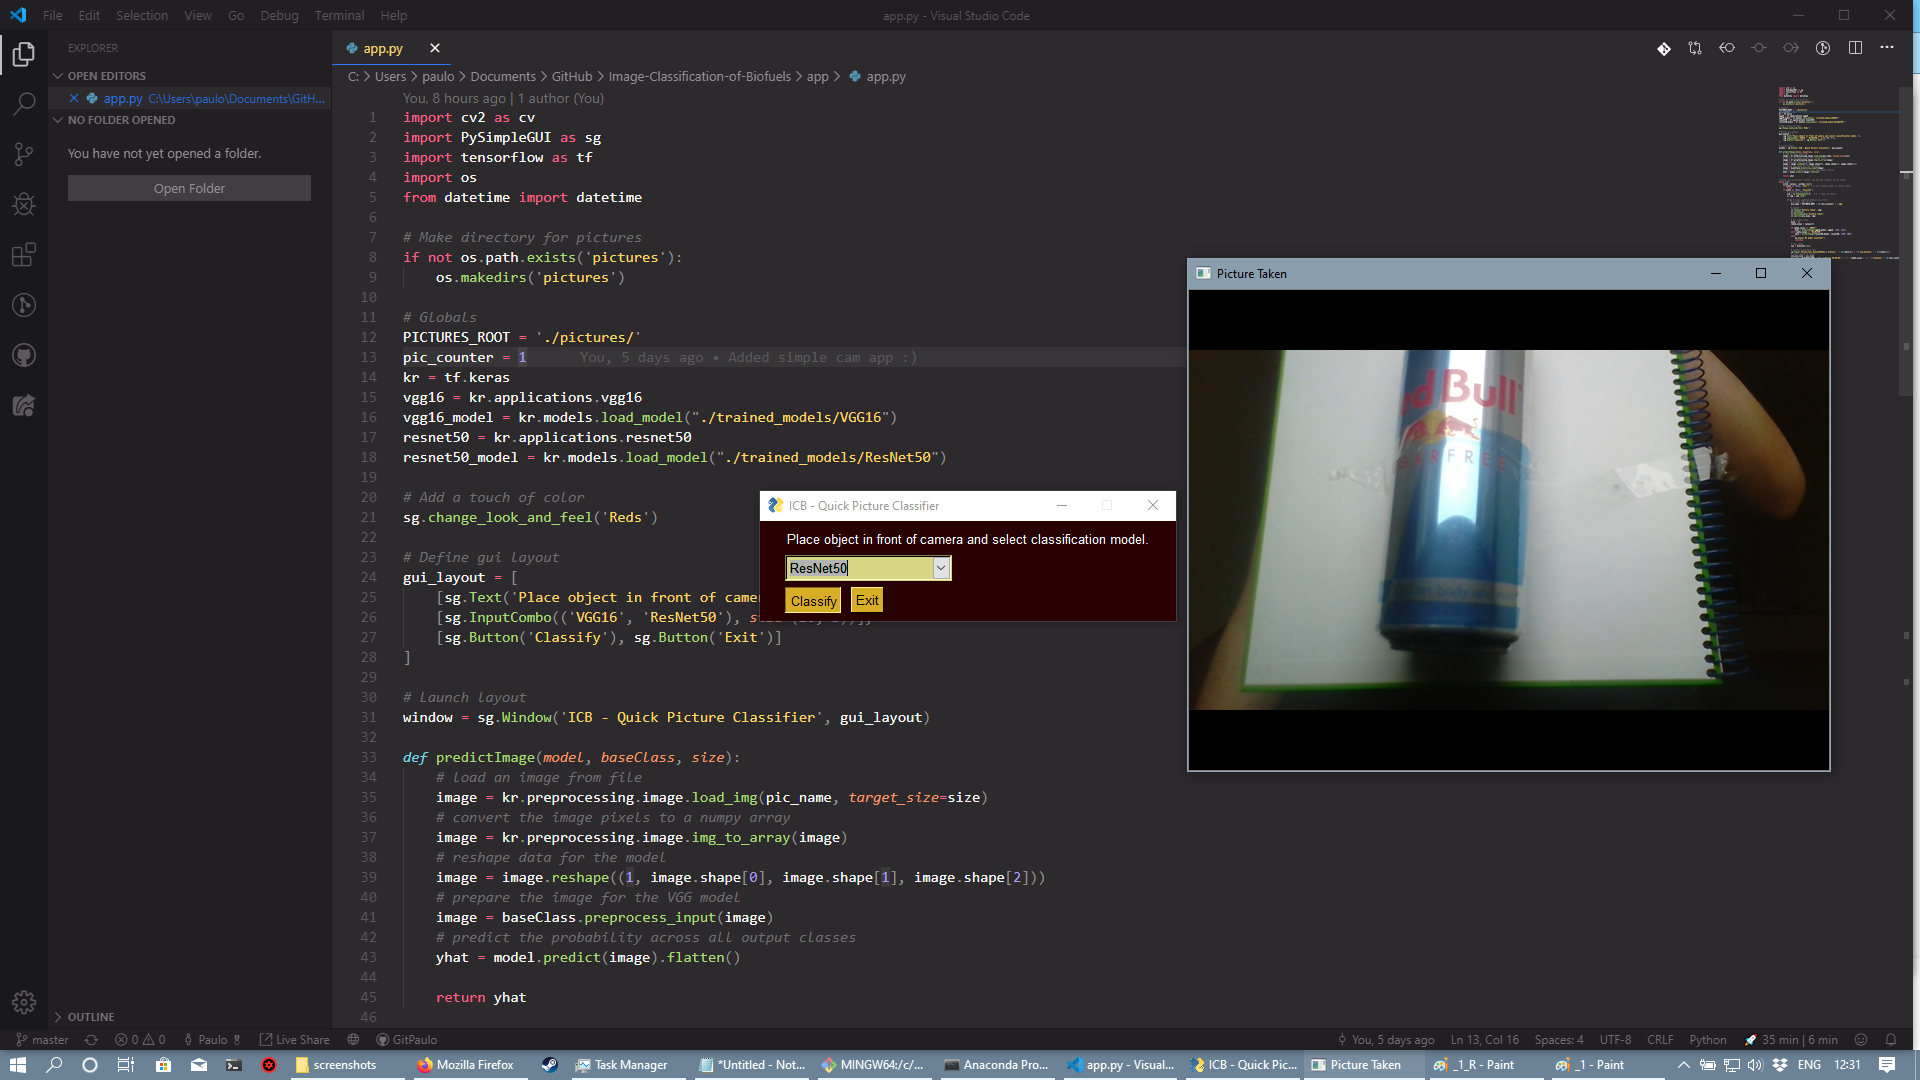 File Edit Selection View Go Debug Terminal Help
app.py - Visual Studio Code
EXPLORER
OPEN EDITORS
app.py C:\Users\paulo\Documents\GitH...
NO FOLDER OPENED
You have not yet opened a folder.
Open Folder
OUTLINE
app.py
C: > Users > paulo > Documents > GitHub > Image-Classification-of-Biofuels > app > app.py
You, 8 hours ago | 1 author (You)
1 import cv2 as cv
2 import PySimpleGUI as sg
3 import tensorflow as tf
4 import os
5 from datetime import datetime
6
7 # Make directory for pictures
8 if not os.path.exists('pictures'):
9 os.makedirs('pictures')
10
11 # Globals
12 PICTURES_ROOT = './pictures/'
13 pic_counter = 1 You, 5 days ago • Added simple cam app :)
14 kr = tf.keras
15 vgg16 = kr.applications.vgg16
16 vgg16_model = kr.models.load_model("./trained_models/VGG16")
17 resnet50 = kr.applications.resnet50
18 resnet50_model = kr.models.load_model("./trained_models/ResNet50")
19
20 # Add a touch of color
21 sg.change_look_and_feel('Reds')
22
23 # Define gui layout
24 gui_layout = [
25 [sg.Text('Place object in front of camer
26 [sg.InputCombo(('VGG16', 'ResNet50'),
27 [sg.Button('Classify'), sg.Button('Exit')]
28 ]
29
30 # Launch layout
31 window = sg.Window('ICB - Quick Picture Classifier', gui_layout)
32
33 def predictImage(model, baseClass, size):
34 # load an image from file
35 image = kr.preprocessing.image.load_img(pic_name, target_size=size)
36 # convert the image pixels to a numpy array
37 image = kr.preprocessing.image.img_to_array(image)
38 # reshape data for the model
39 image = image.reshape((1, image.shape[0], image.shape[1], image.shape[2]))
40 # prepare the image for the VGG model
41 image = baseClass.preprocess_input(image)
42 # predict the probability across all output classes
43 yhat = model.predict(image).flatten()
44
45 return yhat
46
ICB - Quick Picture Classifier
Place object in front of camera and select classification model.
ResNet50
Classify Exit
Picture Taken
ed Bull
GARFREE
master 0 0 Paulo Live Share GitPaulo
You, 5 days ago Ln 13, Col 16 Spaces: 4 UTF-8 CRLF Python 35 min | 6 min
screenshots Mozilla Firefox Task Manager *Untitled - Not... MINGW64:/c/... Anaconda Pro... app.py - Visual... ICB - Quick Pic... Picture Taken _1_R - Paint _1 - Paint ENG 12:31